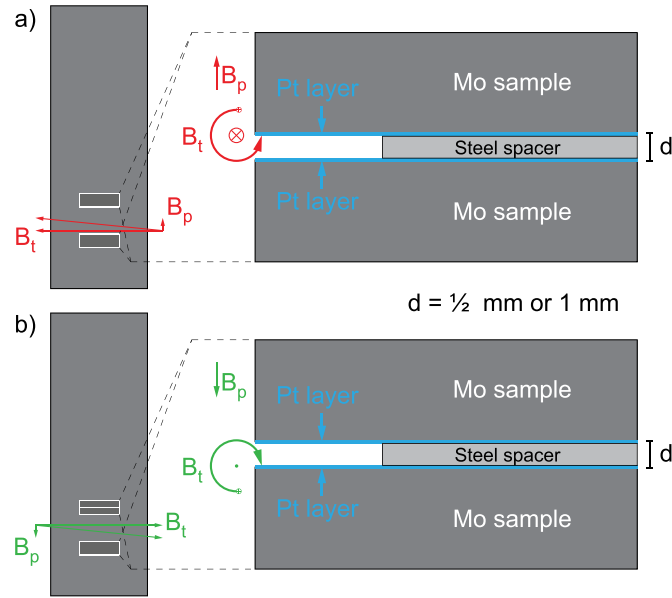 a)
B_p
Pt layer
Mo sample
B_t
Steel spacer
d
Pt layer
Mo sample
B_p
B_t
d = ½ mm or 1 mm
b)
B_p
Pt layer
Mo sample
B_t
Steel spacer
d
Pt layer
Mo sample
B_t
B_p